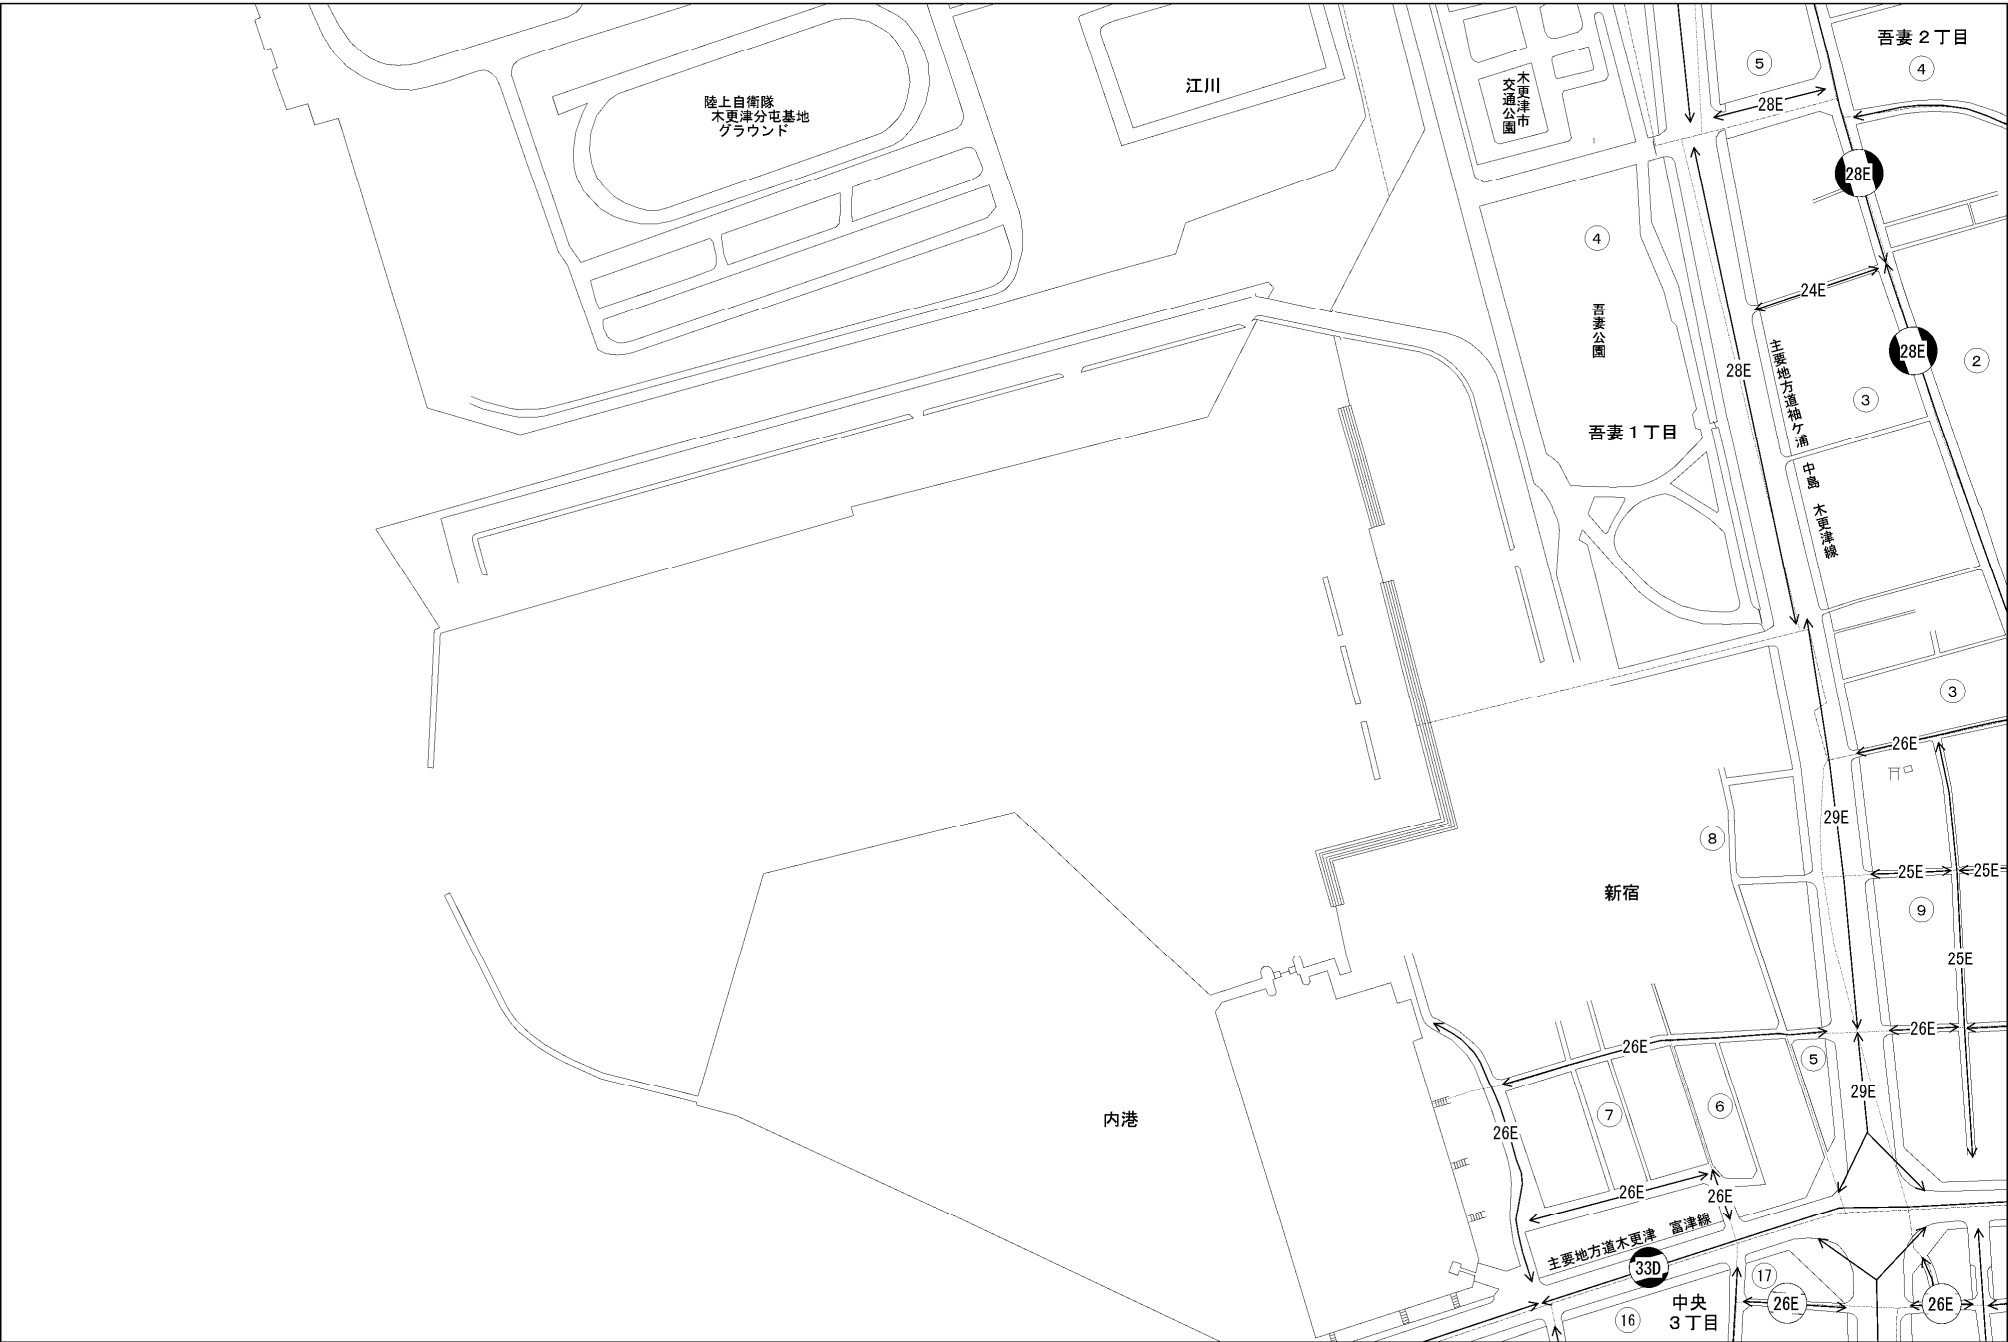 吾妻２丁目
④
⑤
28E
陸上自衛隊
木更津分屯基地
グラウンド
江川
木更津市
交通公園
28E
④
吾妻公園
24E
28E
28E
②
③
主要地方道袖ケ浦　中島　木更津線
吾妻１丁目
③
26E
29E
⑧
25E
25E
新宿
⑨
25E
26E
26E
⑤
29E
⑦
⑥
内港
26E
26E
26E
主要地方道木更津　富津線
33D
⑰
26E
26E
中央
３丁目
⑯